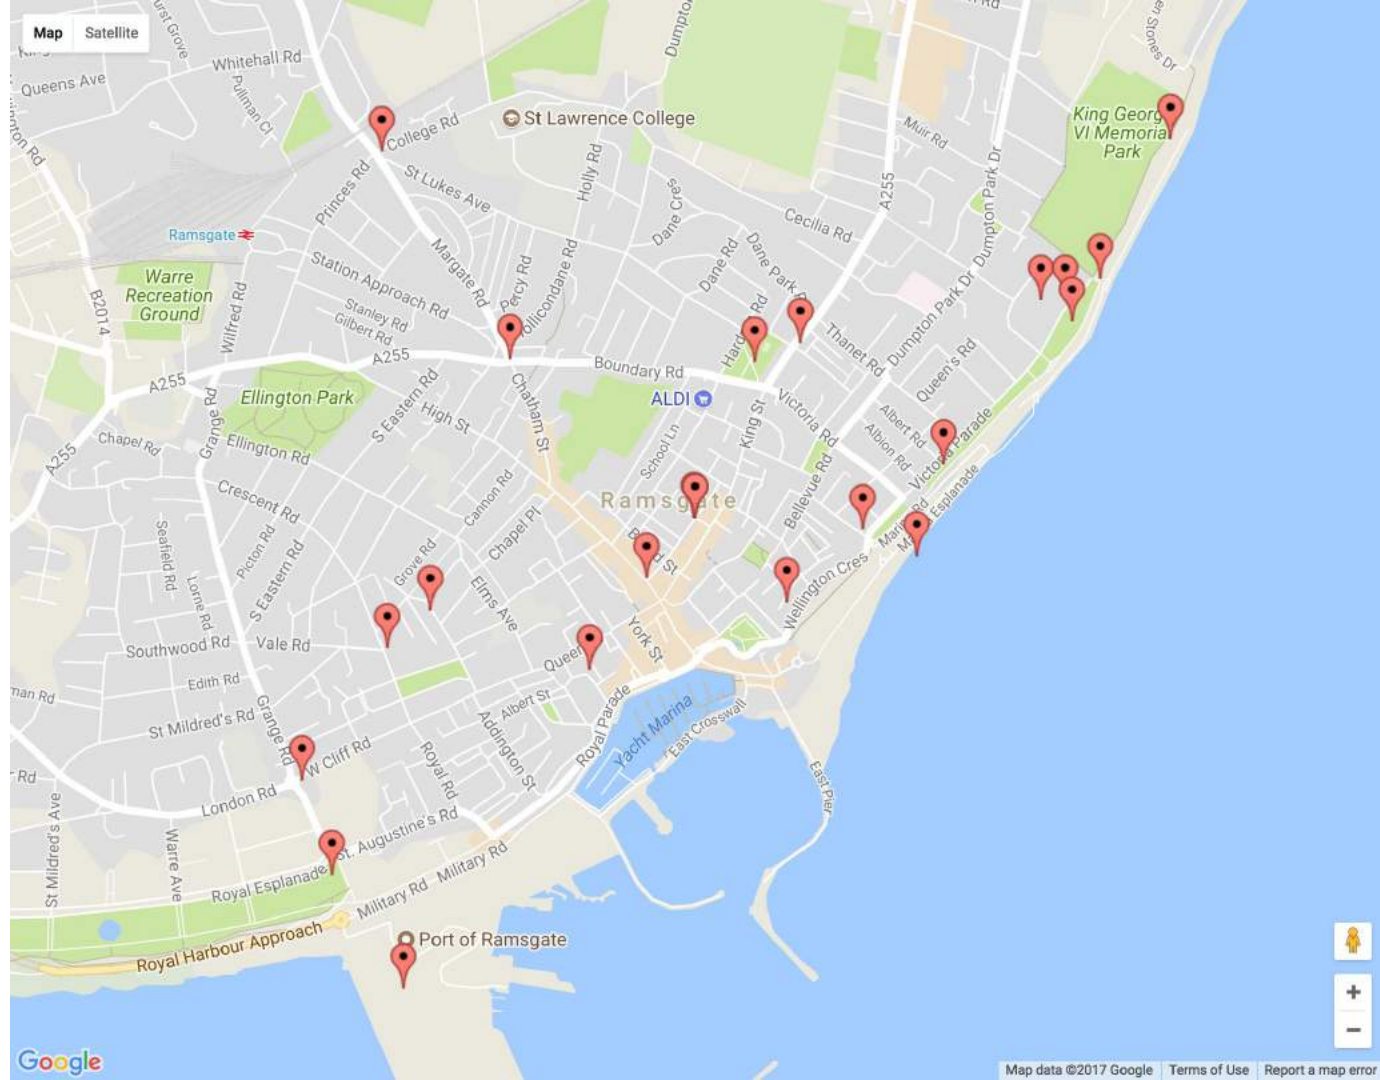 Map Satellite
Whitehall Rd
Queens Ave
Pullman Ct
College Rd
St Lawrence College
Dumpton
King George
VI Memorial
Park
Muir Rd
A255
Dumpton Park Dr
Princes Rd
St Lukes Ave
Holly Rd
Dane Cres
Cecilia Rd
Ramsgate
Station Approach Rd
Margate Rd
Percy Rd
Dane Rd
Dane Park R
Warre
Recreation
Ground
B2014
Wilfred Rd
Stanley Rd
Gilbert Rd
Dumpton Park Dr
Thanet Rd
A255
Boundary Rd
Queen's Rd
A255
Ellington Park
S Eastern Rd
High St
Chatham St
ALDI
King St
Victoria Rd
Albert Rd
Albion Rd
Victoria Parade
Chapel Rd
A255
Grange Rd
Ellington Rd
School Ln
Bellevue Rd
Crescent Rd
Cannon Rd
Chapel Pl
Ramsgate
Seafield Rd
Picton Rd
S Eastern Rd
Lorne Rd
Grove Rd
Elms Ave
Wellington Cres
Southwood Rd
Vale Rd
York St
Queen
Edith Rd
man Rd
Albert St
St Mildred's Rd
Grange Rd
Addington St
Royal Parade
Yacht Marina
East Crosswall
W Cliff Rd
Royal Rd
East Pier
London Rd
St Mildred's Ave
Warre Ave
St. Augustine's Rd
Royal Esplanade
Military Rd
Military Rd
Royal Harbour Approach
Port of Ramsgate
Google
Map data ©2017 Google Terms of Use Report a map error